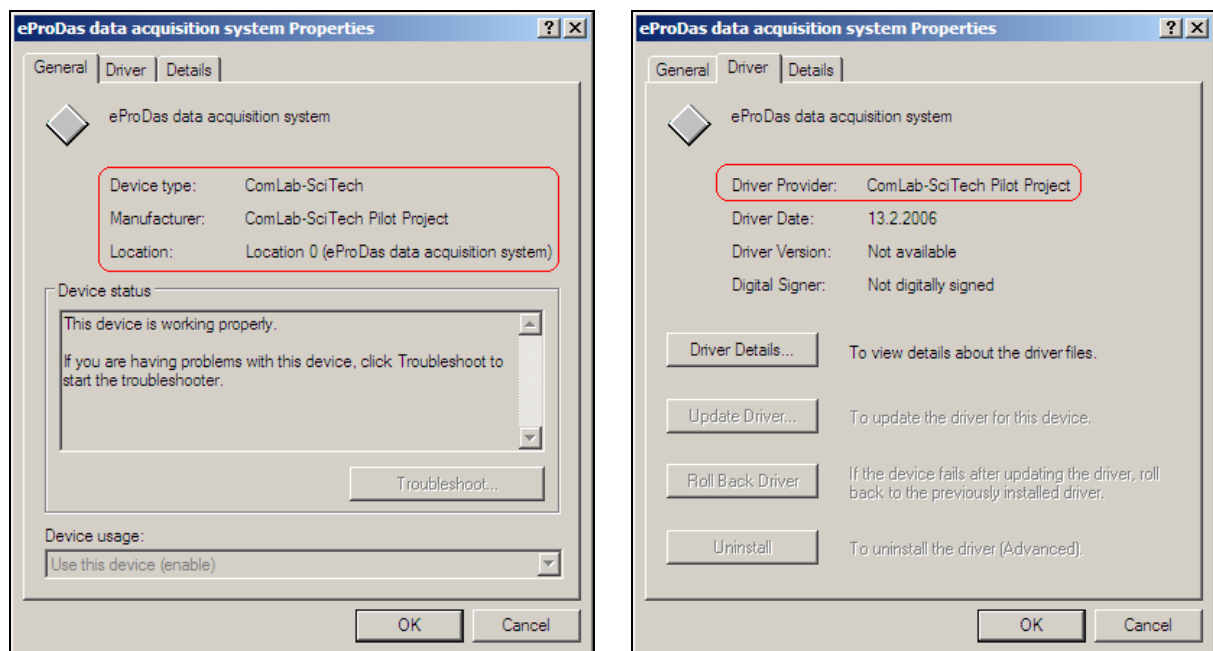 eProDas data acquisition system Properties
General Driver Details
eProDas data acquisition system
Device type: ComLab-SciTech
Manufacturer: ComLab-SciTech Pilot Project
Location: Location 0 (eProDas data acquisition system)
Device status
This device is working properly.
If you are having problems with this device, click Troubleshoot to
start the troubleshooter.
Troubleshoot...
Device usage:
Use this device (enable)
OK Cancel
eProDas data acquisition system Properties
General Driver Details
eProDas data acquisition system
Driver Provider: ComLab-SciTech Pilot Project
Driver Date: 13.2.2006
Driver Version: Not available
Digital Signer: Not digitally signed
Driver Details... To view details about the driver files.
Update Driver... To update the driver for this device.
Roll Back Driver If the device fails after updating the driver, roll
back to the previously installed driver.
Uninstall To uninstall the driver (Advanced).
OK Cancel